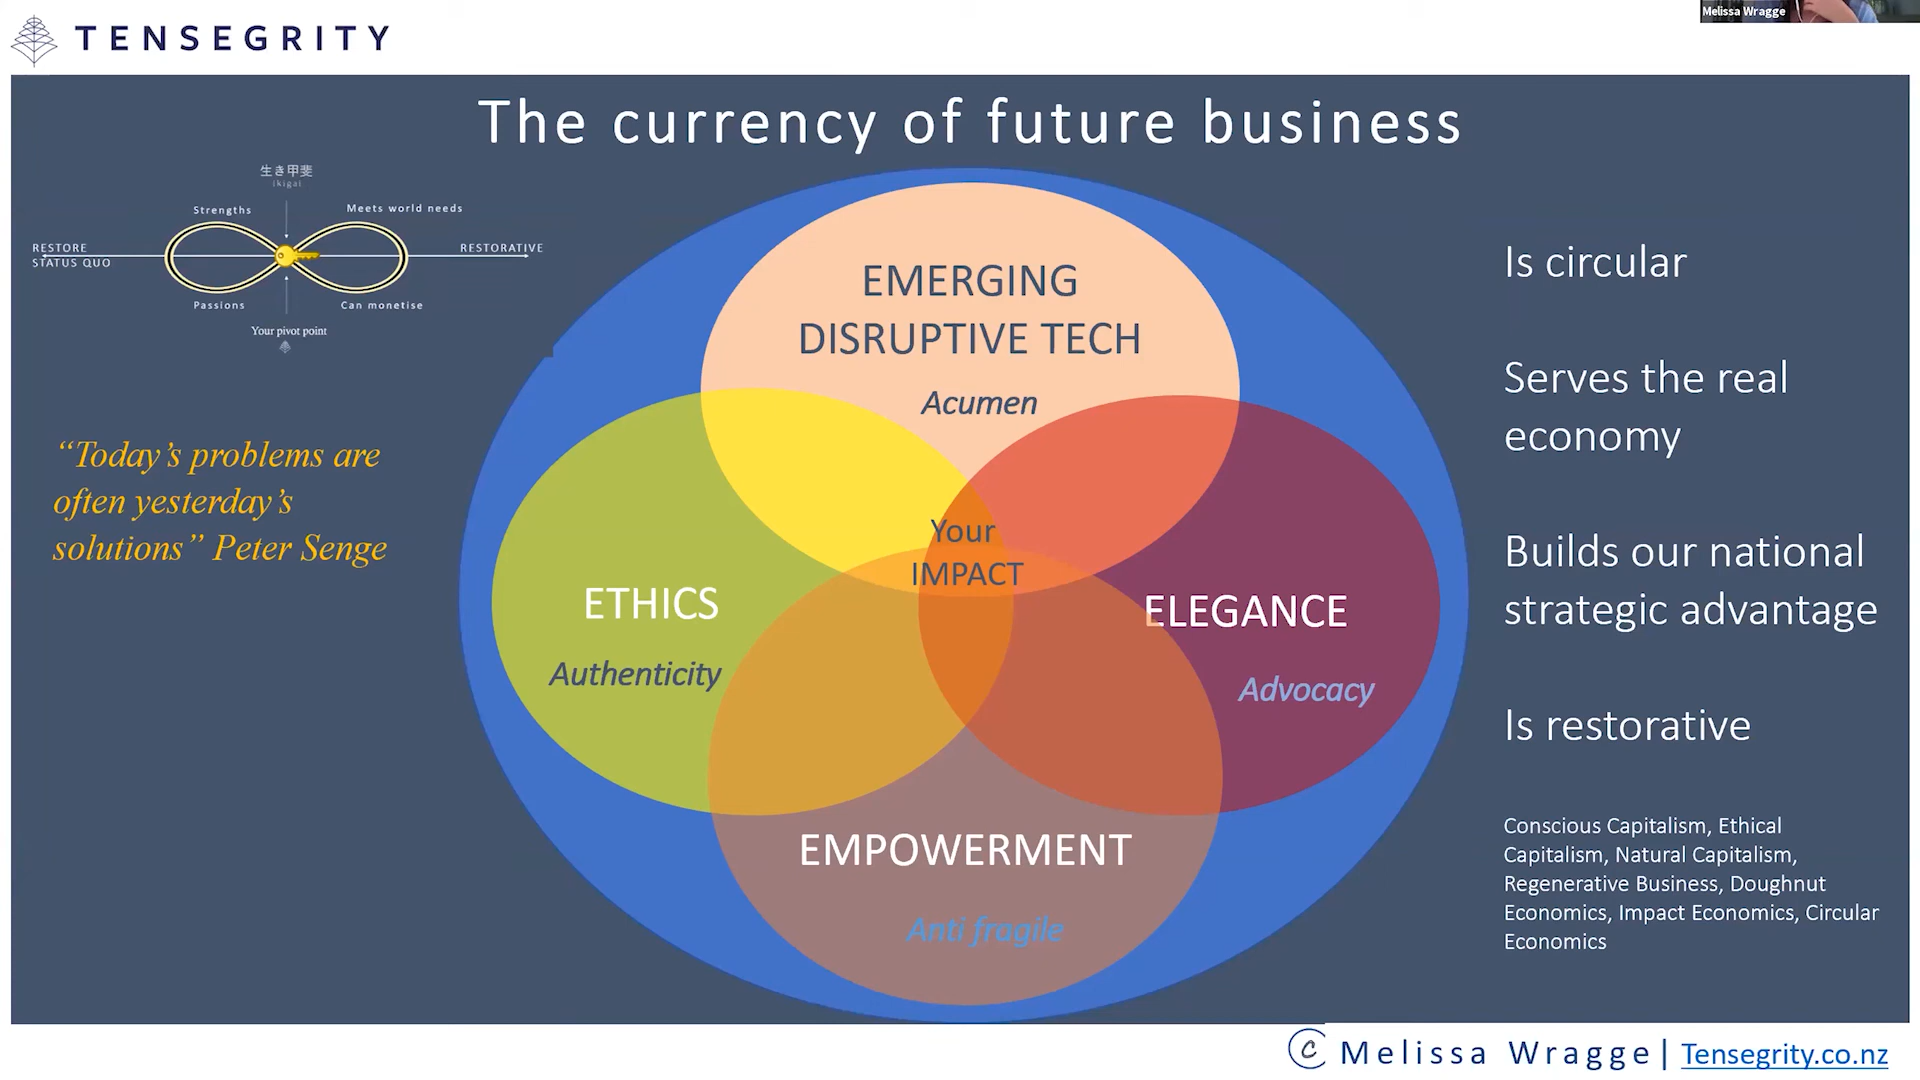 Melissa Wragge
TENSEGRITY
The currency of future business
生き甲斐
ikigai
Strengths
Meets world needs
RESTORE
STATUS QUO
RESTORATIVE
Passions
Can monetise
Your pivot point
“Today’s problems are
often yesterday’s
solutions” Peter Senge
EMERGING
DISRUPTIVE TECH
Acumen
Your
IMPACT
ETHICS
Authenticity
ELEGANCE
Advocacy
EMPOWERMENT
Anti fragile
Is circular
Serves the real
economy
Builds our national
strategic advantage
Is restorative
Conscious Capitalism, Ethical
Capitalism, Natural Capitalism,
Regenerative Business, Doughnut
Economics, Impact Economics, Circular
Economics
© Melissa Wragge| Tensegrity.co.nz